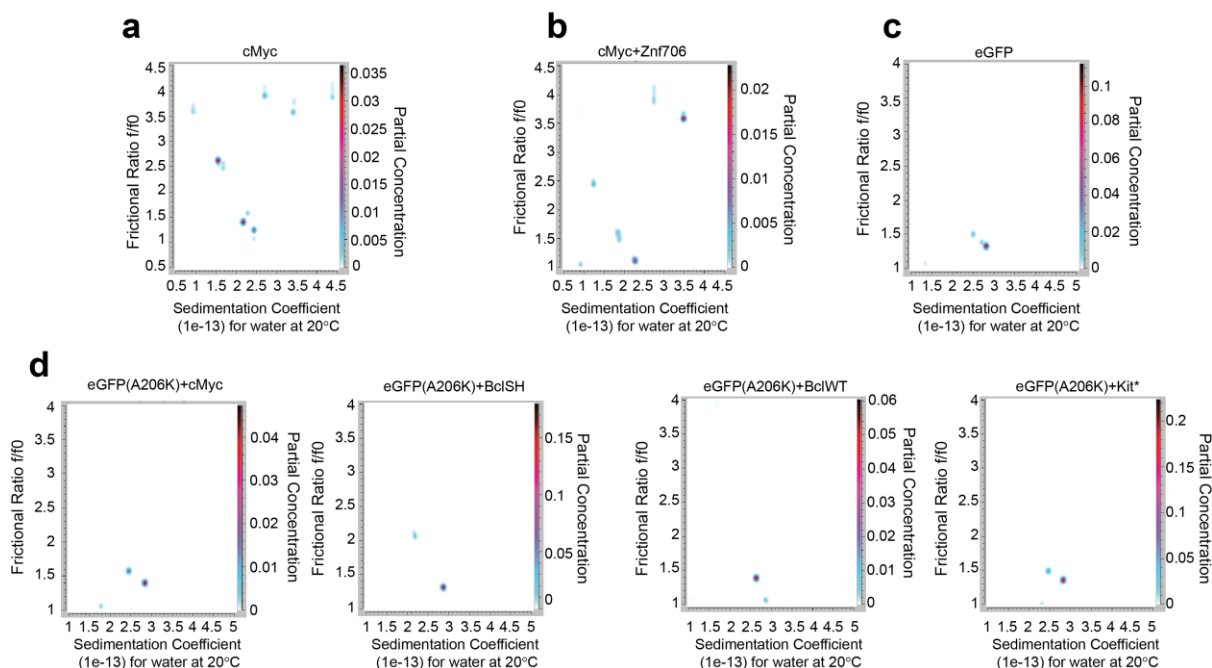 a
cMyc
4.5
4
3.5
3
2.5
2
1.5
1
0.5
Frictional Ratio f/f0
0.5 1 1.5 2 2.5 3 3.5 4 4.5
Sedimentation Coefficient
(1e-13) for water at 20°C
0.035
0.03
0.025
0.02
0.015
0.01
0.005
0
Partial Concentration
b
cMyc+Znf706
4.5
4
3.5
3
2.5
2
1.5
1
Frictional Ratio f/f0
0.5 1 1.5 2 2.5 3 3.5 4 4.5
Sedimentation Coefficient
(1e-13) for water at 20°C
0.02
0.015
0.01
0.005
0
Partial Concentration
c
eGFP
4
3.5
3
2.5
2
1.5
1
Frictional Ratio f/f0
1 1.5 2 2.5 3 3.5 4 4.5 5
Sedimentation Coefficient
(1e-13) for water at 20°C
0.1
0.08
0.06
0.04
0.02
0
Partial Concentration
d
eGFP(A206K)+cMyc
4
3.5
3
2.5
2
1.5
1
Frictional Ratio f/f0
1 1.5 2 2.5 3 3.5 4 4.5 5
Sedimentation Coefficient
(1e-13) for water at 20°C
0.04
0.03
0.02
0.01
0
Partial Concentration
eGFP(A206K)+BclSH
4
3.5
3
2.5
2
1.5
1
Frictional Ratio f/f0
1 1.5 2 2.5 3 3.5 4 4.5 5
Sedimentation Coefficient
(1e-13) for water at 20°C
0.15
0.1
0.05
0
Partial Concentration
eGFP(A206K)+BclWT
4
3.5
3
2.5
2
1.5
1
Frictional Ratio f/f0
1 1.5 2 2.5 3 3.5 4 4.5 5
Sedimentation Coefficient
(1e-13) for water at 20°C
0.06
0.05
0.04
0.03
0.02
0.01
0
Partial Concentration
eGFP(A206K)+Kit*
4
3.5
3
2.5
2
1.5
1
Frictional Ratio f/f0
1 1.5 2 2.5 3 3.5 4 4.5 5
Sedimentation Coefficient
(1e-13) for water at 20°C
0.2
0.15
0.1
0.05
0
Partial Concentration